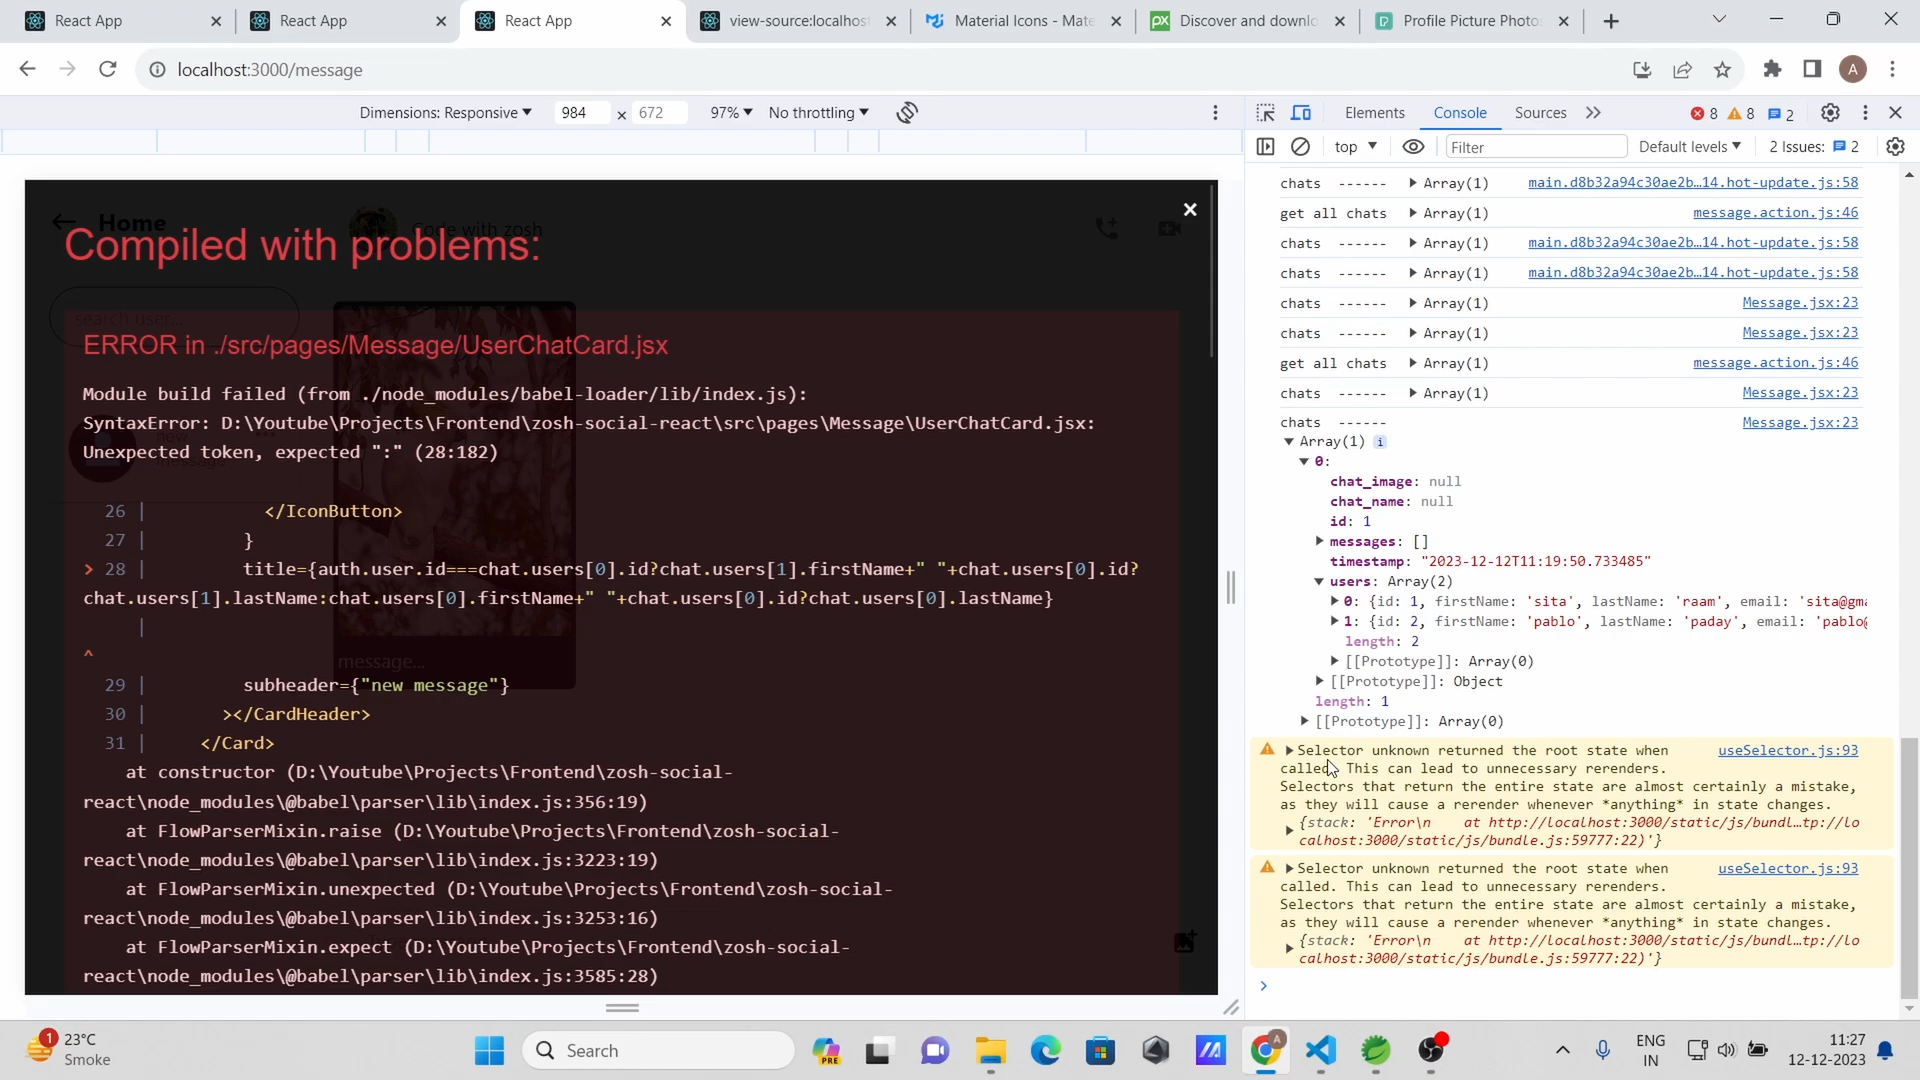 React App
React App
React App
view-source:localhos
Material Icons - Mate
Discover and downlo
Profile Picture Photo
localhost:3000/message
A
Dimensions: Responsive
984 x 672
97%
No throttling
Elements
Console
Sources
8
8
2
top
Filter
Default levels
2 Issues: 2
Home
Code with zosh
Compiled with problems:
search user...
ERROR in ./src/pages/Message/UserChatCard.jsx
Module build failed (from ./node_modules/babel-loader/lib/index.js):
SyntaxError: D:\Youtube\Projects\Frontend\zosh-social-react\src\pages\Message\UserChatCard.jsx:
Unexpected token, expected ":" (28:182)
26 | </IconButton>
27 | }
> 28 | title={auth.user.id===chat.users[0].id?chat.users[1].firstName+" "+chat.users[0].id?
chat.users[1].lastName:chat.users[0].firstName+" "+chat.users[0].id?chat.users[0].lastName}
|
^
message...
29 | subheader={"new message"}
30 | ></CardHeader>
31 | </Card>
at constructor (D:\Youtube\Projects\Frontend\zosh-social-
react\node_modules\@babel\parser\lib\index.js:356:19)
at FlowParserMixin.raise (D:\Youtube\Projects\Frontend\zosh-social-
react\node_modules\@babel\parser\lib\index.js:3223:19)
at FlowParserMixin.unexpected (D:\Youtube\Projects\Frontend\zosh-social-
react\node_modules\@babel\parser\lib\index.js:3253:16)
at FlowParserMixin.expect (D:\Youtube\Projects\Frontend\zosh-social-
react\node_modules\@babel\parser\lib\index.js:3585:28)
chats ------ Array(1) main.d8b32a94c30ae2b…14.hot-update.js:58
get all chats Array(1) message.action.js:46
chats ------ Array(1) main.d8b32a94c30ae2b…14.hot-update.js:58
chats ------ Array(1) main.d8b32a94c30ae2b…14.hot-update.js:58
chats ------ Array(1) Message.jsx:23
chats ------ Array(1) Message.jsx:23
get all chats Array(1) message.action.js:46
chats ------ Array(1) Message.jsx:23
chats ------ Message.jsx:23
Array(1) i
0:
chat_image: null
chat_name: null
id: 1
messages: []
timestamp: "2023-12-12T11:19:50.733485"
users: Array(2)
0: {id: 1, firstName: 'sita', lastName: 'raam', email: 'sita@gma
1: {id: 2, firstName: 'pablo', lastName: 'paday', email: 'pablo@
length: 2
[[Prototype]]: Array(0)
[[Prototype]]: Object
length: 1
[[Prototype]]: Array(0)
Selector unknown returned the root state when useSelector.js:93
called. This can lead to unnecessary rerenders.
Selectors that return the entire state are almost certainly a mistake,
as they will cause a rerender whenever *anything* in state changes.
{stack: 'Error\n at http://localhost:3000/static/js/bundl…tp://lo
calhost:3000/static/js/bundle.js:59777:22)'}
Selector unknown returned the root state when useSelector.js:93
called. This can lead to unnecessary rerenders.
Selectors that return the entire state are almost certainly a mistake,
as they will cause a rerender whenever *anything* in state changes.
{stack: 'Error\n at http://localhost:3000/static/js/bundl…tp://lo
calhost:3000/static/js/bundle.js:59777:22)'}
1
23°C
Smoke
Search
PRE
A
ENG
IN
11:27
12-12-2023